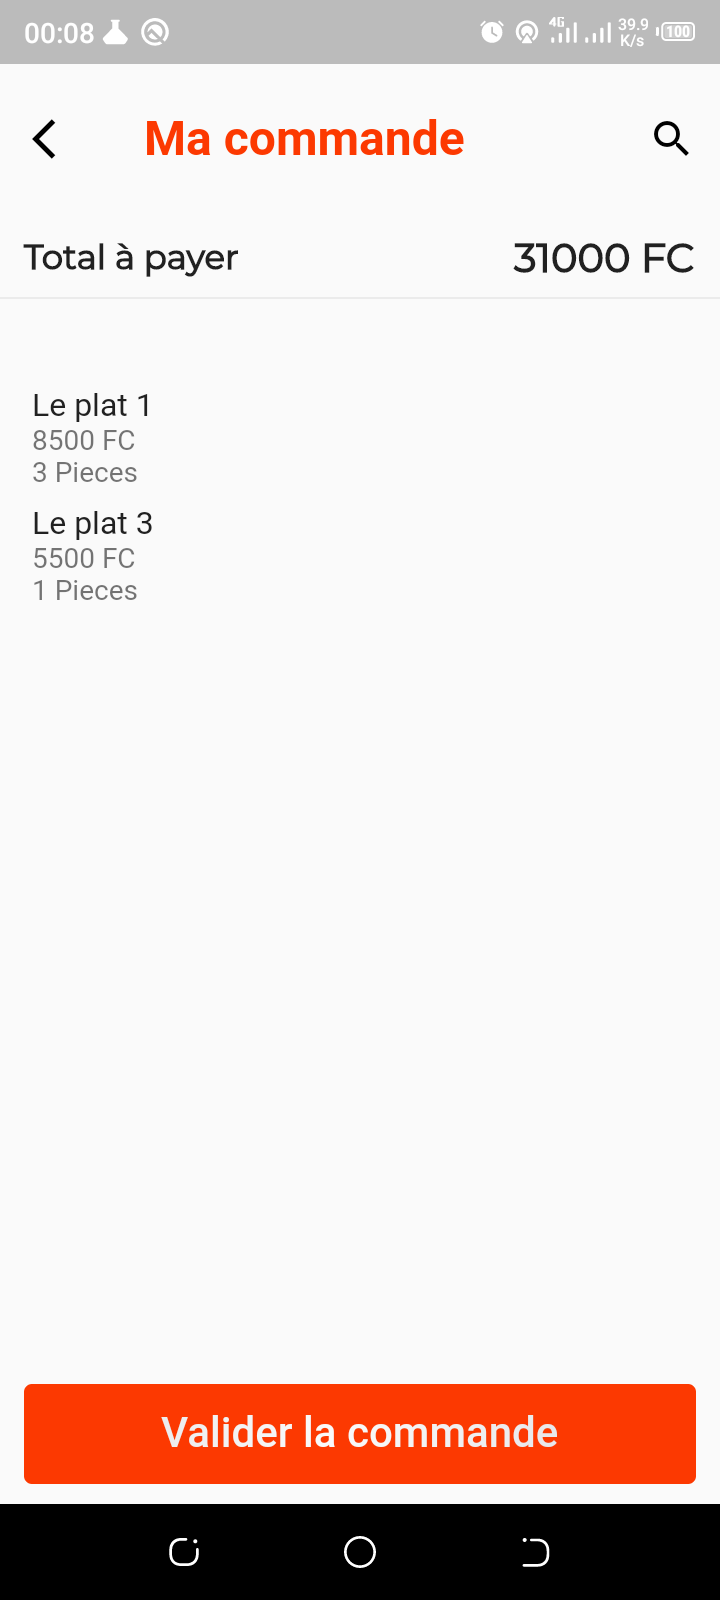 00:08
4G
39.9
K/s
100
Ma commande
Total à payer 31000 FC
Le plat 1
8500 FC
3 Pieces
Le plat 3
5500 FC
1 Pieces
Valider la commande